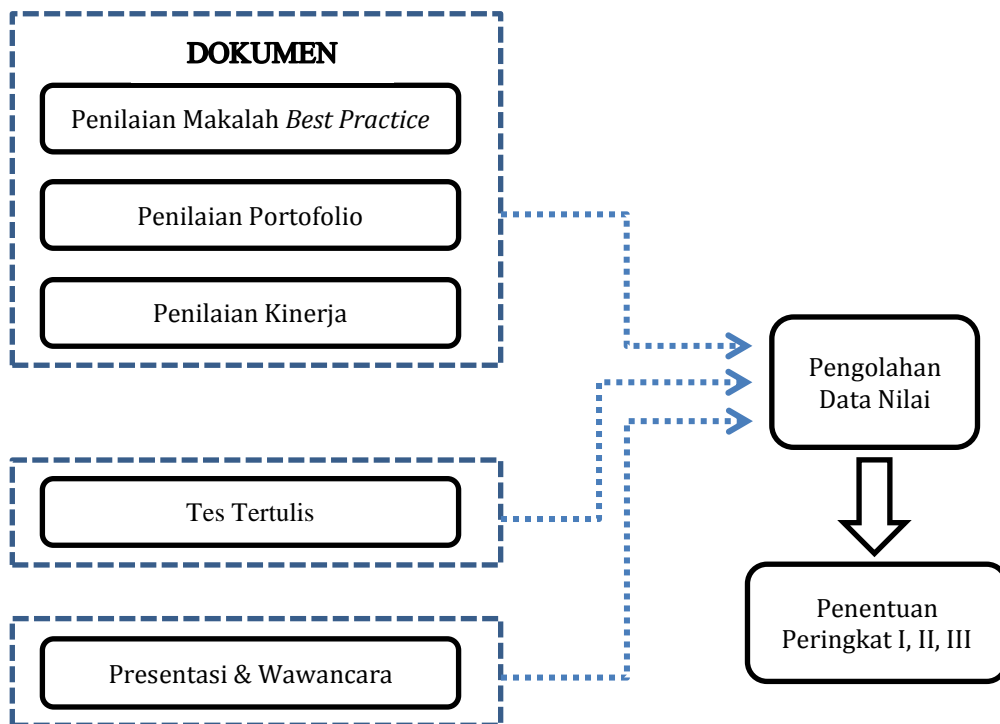 DOKUMEN
Penilaian Makalah Best Practice
Penilaian Portofolio
Penilaian Kinerja
Tes Tertulis
Presentasi & Wawancara
Pengolahan
Data Nilai
Penentuan
Peringkat I, II, III